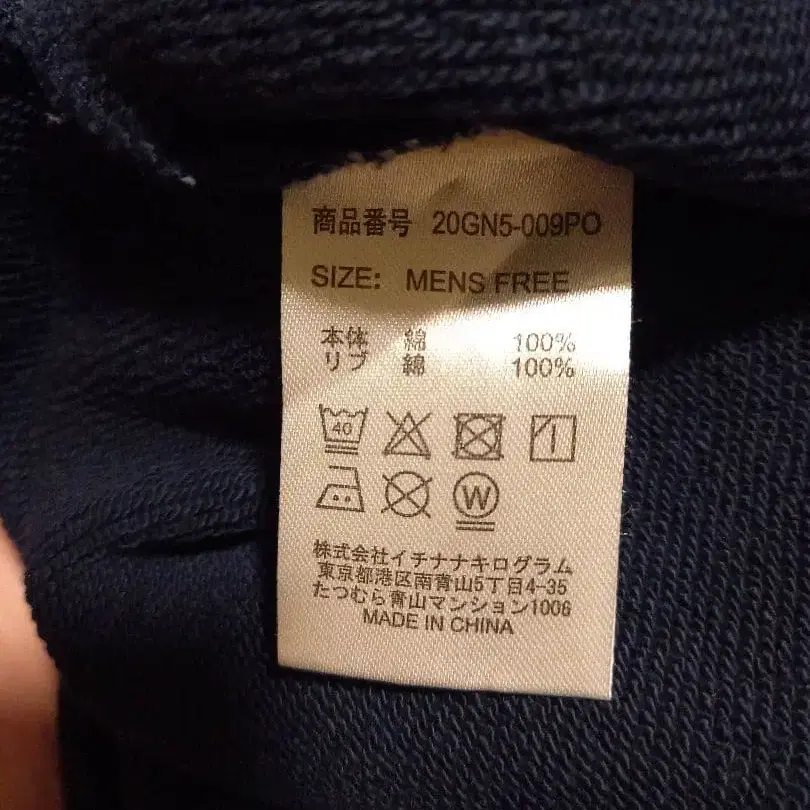 商品番号 20GN5-009PO
SIZE: MENS FREE
本体 綿 100%
リブ 綿 100%
40
W
株式会社イチナナキログラム
東京都港区南青山5丁目4-35
たつむら青山マンション1006
MADE IN CHINA